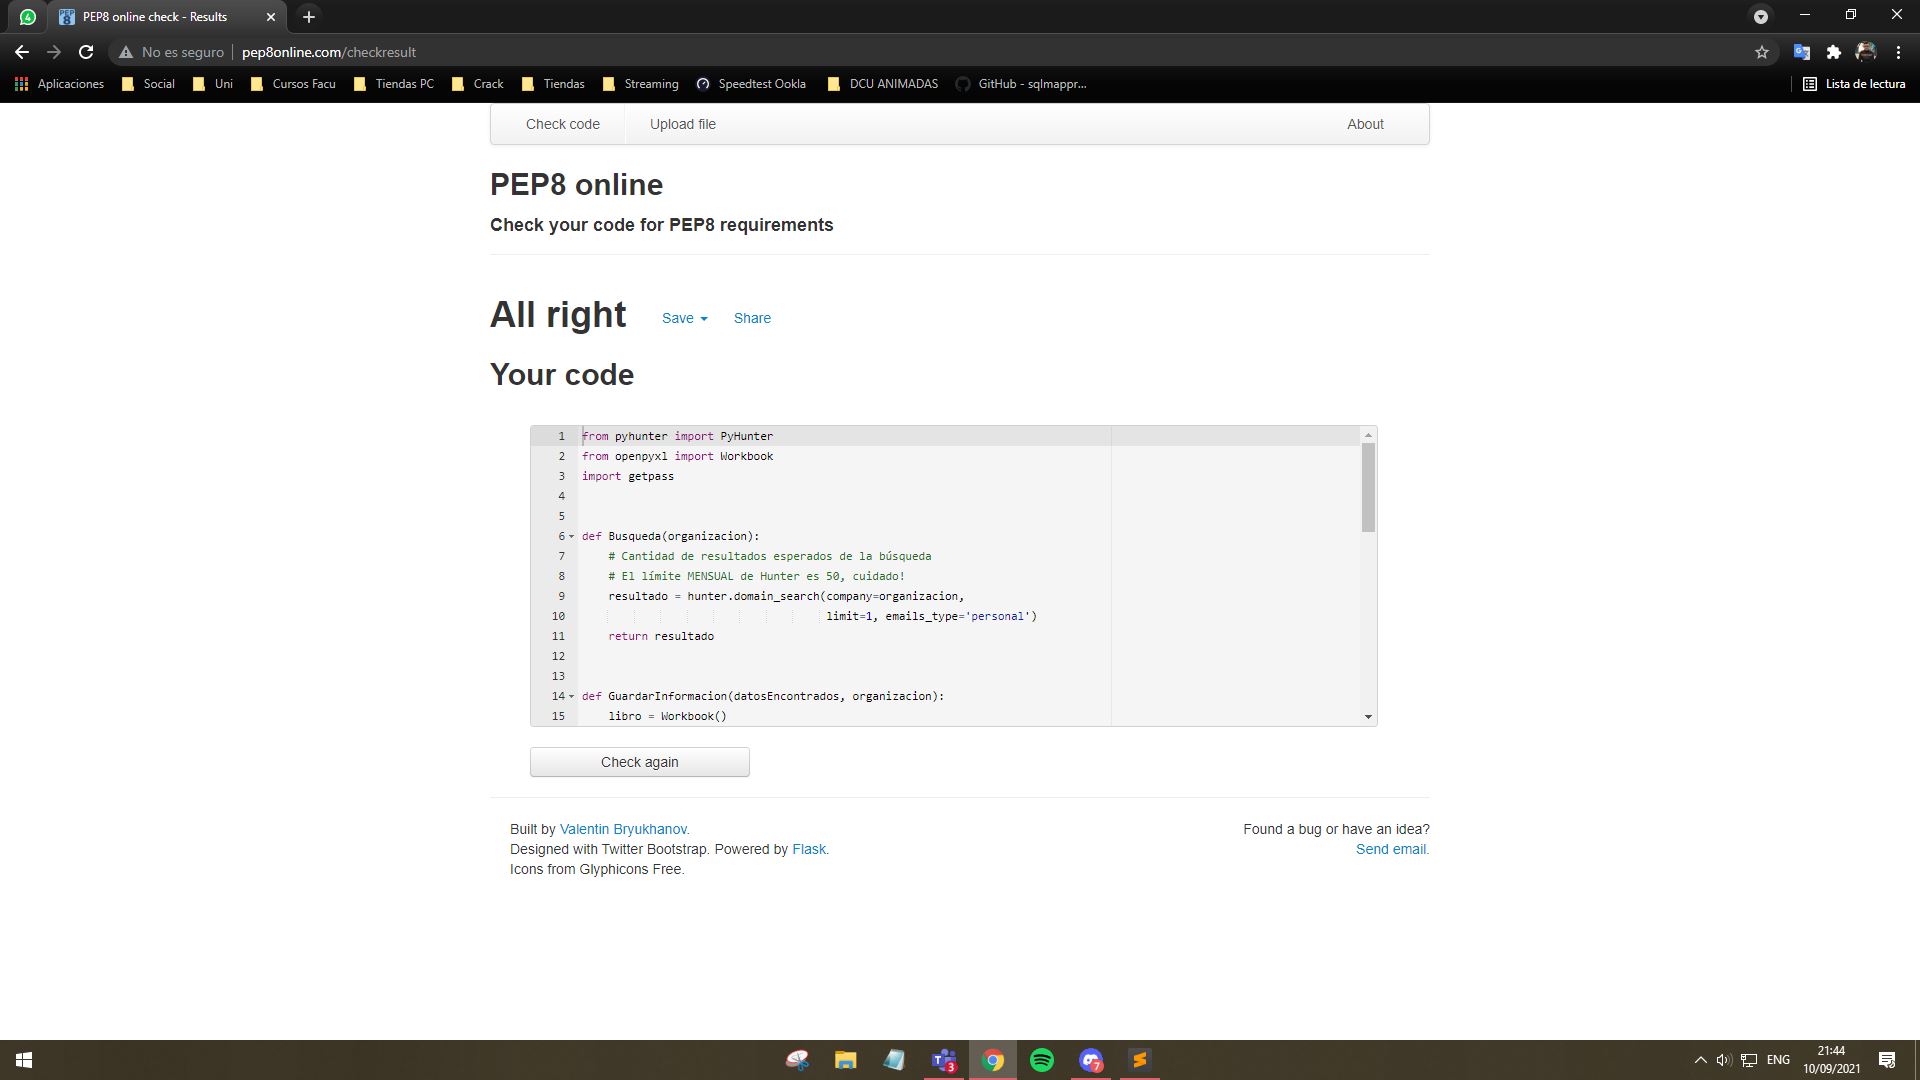 4
PEP8 online check - Results
No es seguro
pep8online.com/checkresult
Aplicaciones
Social
Uni
Cursos Facu
Tiendas PC
Crack
Tiendas
Streaming
Speedtest Ookla
DCU ANIMADAS
GitHub - sqlmappr...
Lista de lectura
Check code
Upload file
About
PEP8 online
Check your code for PEP8 requirements
All right
Save
Share
Your code
1 from pyhunter import PyHunter
2 from openpyxl import Workbook
3 import getpass
4
5
6 def Busqueda(organizacion):
7     # Cantidad de resultados esperados de la búsqueda
8     # El límite MENSUAL de Hunter es 50, cuidado!
9     resultado = hunter.domain_search(company=organizacion,
10                                      limit=1, emails_type='personal')
11     return resultado
12
13
14 def GuardarInformacion(datosEncontrados, organizacion):
15     libro = Workbook()
Check again
Built by Valentin Bryukhanov.
Designed with Twitter Bootstrap. Powered by Flask.
Icons from Glyphicons Free.
Found a bug or have an idea?
Send email.
3
7
ENG
21:44
10/09/2021